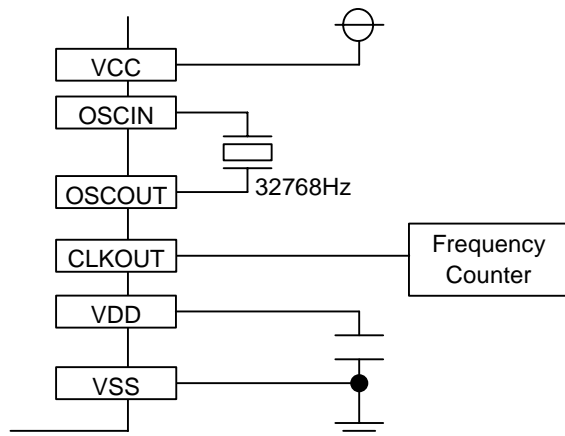 VCC
OSCIN
OSCOUT
32768Hz
CLKOUT
Frequency
Counter
VDD
VSS